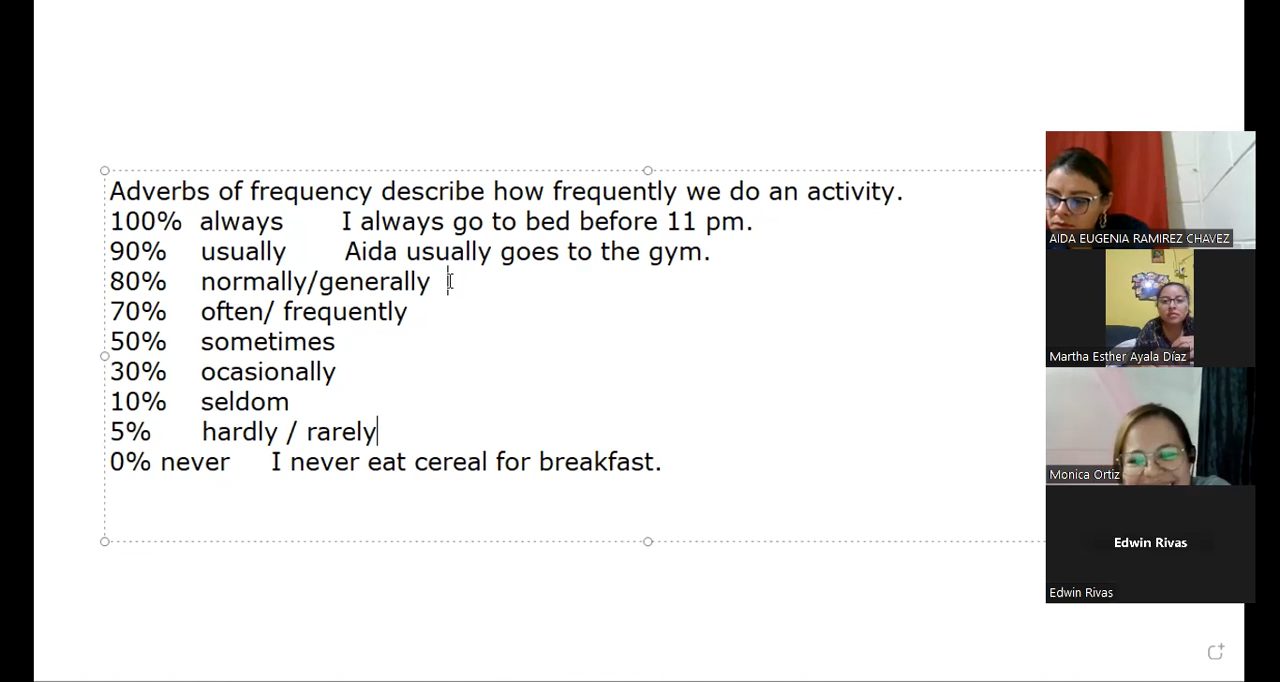 Adverbs of frequency describe how frequently we do an activity.
100% always I always go to bed before 11 pm.
90% usually Aida usually goes to the gym.
80% normally/generally
70% often/ frequently
50% sometimes
30% ocasionally
10% seldom
5% hardly / rarely
0% never I never eat cereal for breakfast.
AIDA EUGENIA RAMIREZ CHAVEZ
Martha Esther Ayala Díaz
Monica Ortiz
Edwin Rivas
Edwin Rivas